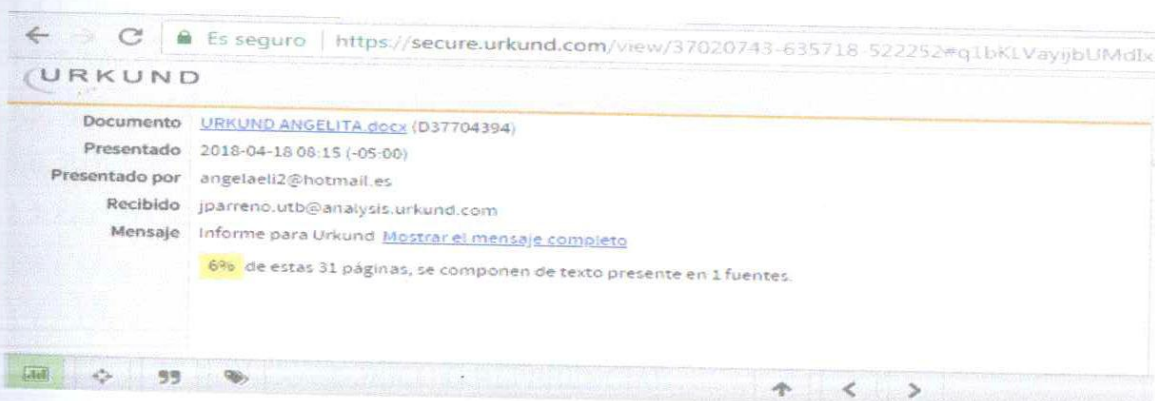 Es seguro | https://secure.urkund.com/view/37020743-635718-522252#q1bKLVayijbUMdIx
URKUND
Documento URKUND ANGELITA.docx (D37704394)
Presentado 2018-04-18 08:15 (-05:00)
Presentado por angelaeli2@hotmail.es
Recibido jparreno.utb@analysis.urkund.com
Mensaje Informe para Urkund Mostrar el mensaje completo
6% de estas 31 páginas, se componen de texto presente en 1 fuentes.